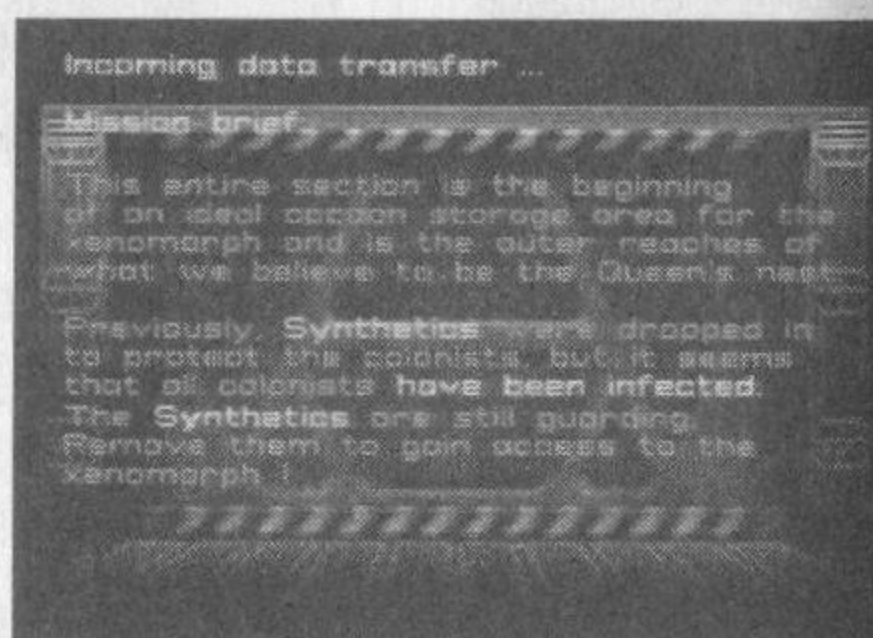 Incoming data transfer ...
Mission brief.
This entire section is the beginning
of an ideal cocoon storage area for the
xenomorph and is the outer reaches of
what we believe to be the Queen's nest.
Previously, Synthetics were dropped in
to protect the colonists, but it seems
that all colonists have been infected.
The Synthetics are still guarding.
Remove them to gain access to the
xenomorph !